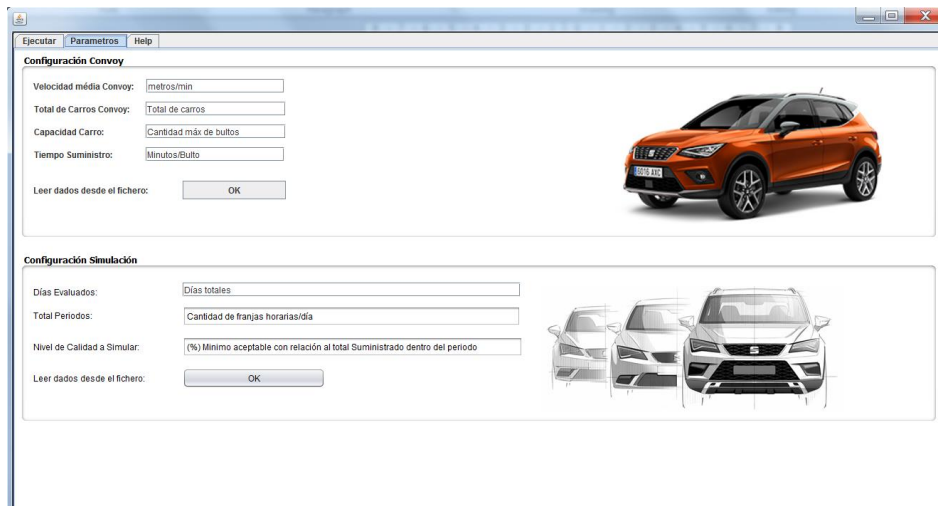 Ejecutar Parametros Help
Configuración Convoy
Velocidad média Convoy: metros/min
Total de Carros Convoy: Total de carros
Capacidad Carro: Cantidad máx de bultos
Tiempo Suministro: Minutos/Bulto
Leer dados desde el fichero: OK
6016 AXC
Configuración Simulación
Días Evaluados: Días totales
Total Periodos: Cantidad de franjas horarias/día
Nivel de Calidad a Simular: (%) Minimo aceptable con relación al total Suministrado dentro del periodo
Leer dados desde el fichero: OK